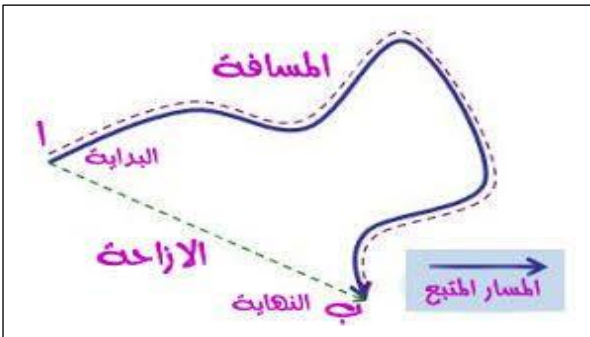 المسافة
أ
البداية
الازاحة
ب النهاية
المسار المتبع